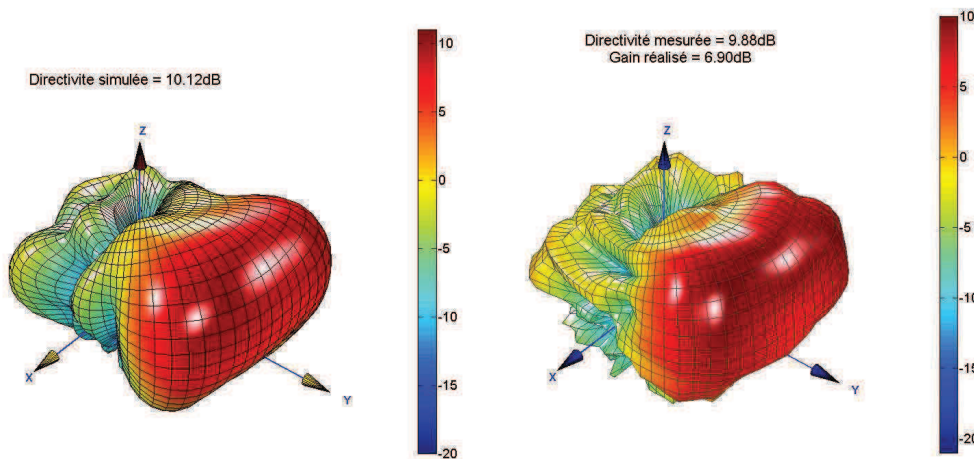 Directivite simulée = 10.12dB
Z
X
Y
10
5
0
-5
-10
-15
-20
Directivité mesurée = 9.88dB
Gain réalisé = 6.90dB
Z
X
Y
10
5
0
-5
-10
-15
-20